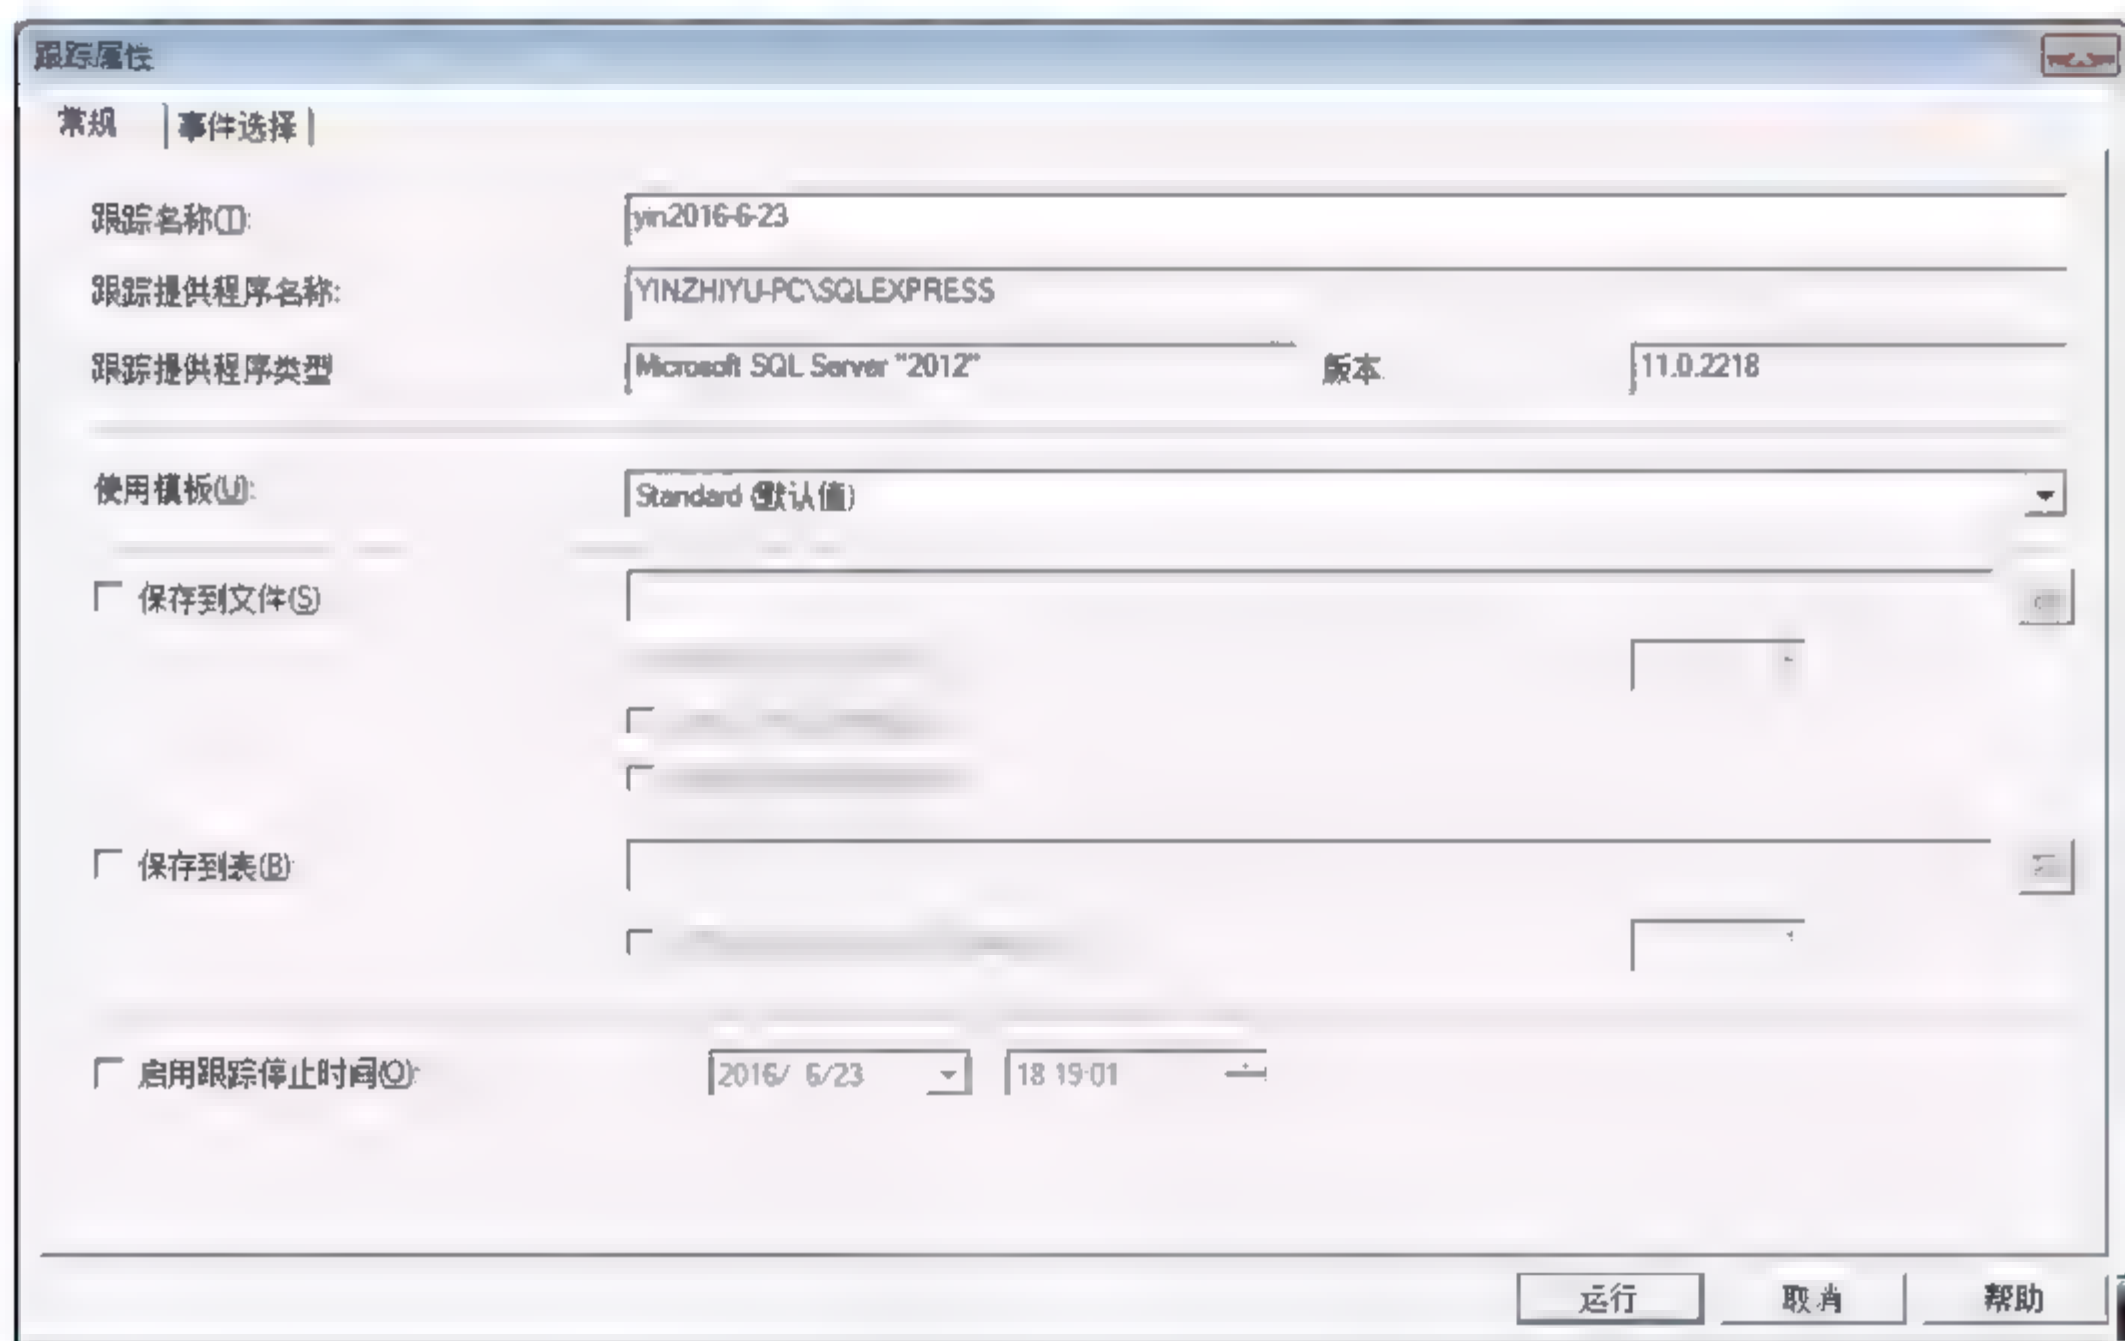 跟踪属性
常规 事件选择
跟踪名称(T): yin2016-6-23
跟踪提供程序名称: YINZHIYU-PC\SQLEXPRESS
跟踪提供程序类型 Microsoft SQL Server "2012" 版本 11.0.2218
使用模板(U): Standard (默认值)
保存到文件(S)
保存到表(B)
启用跟踪停止时间(O): 2016/ 6/23 18:19:01
运行 取消 帮助